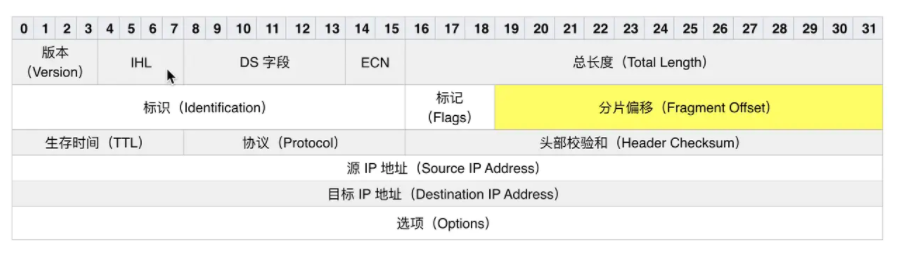 0 1 2 3 4 5 6 7 8 9 10 11 12 13 14 15 16 17 18 19 20 21 22 23 24 25 26 27 28 29 30 31
版本
(Version)
IHL
DS 字段
ECN
总长度（Total Length）
标识（Identification）
标记
(Flags)
分片偏移（Fragment Offset）
生存时间（TTL）
协议（Protocol）
头部校验和（Header Checksum）
源 IP 地址（Source IP Address）
目标 IP 地址（Destination IP Address）
选项（Options）